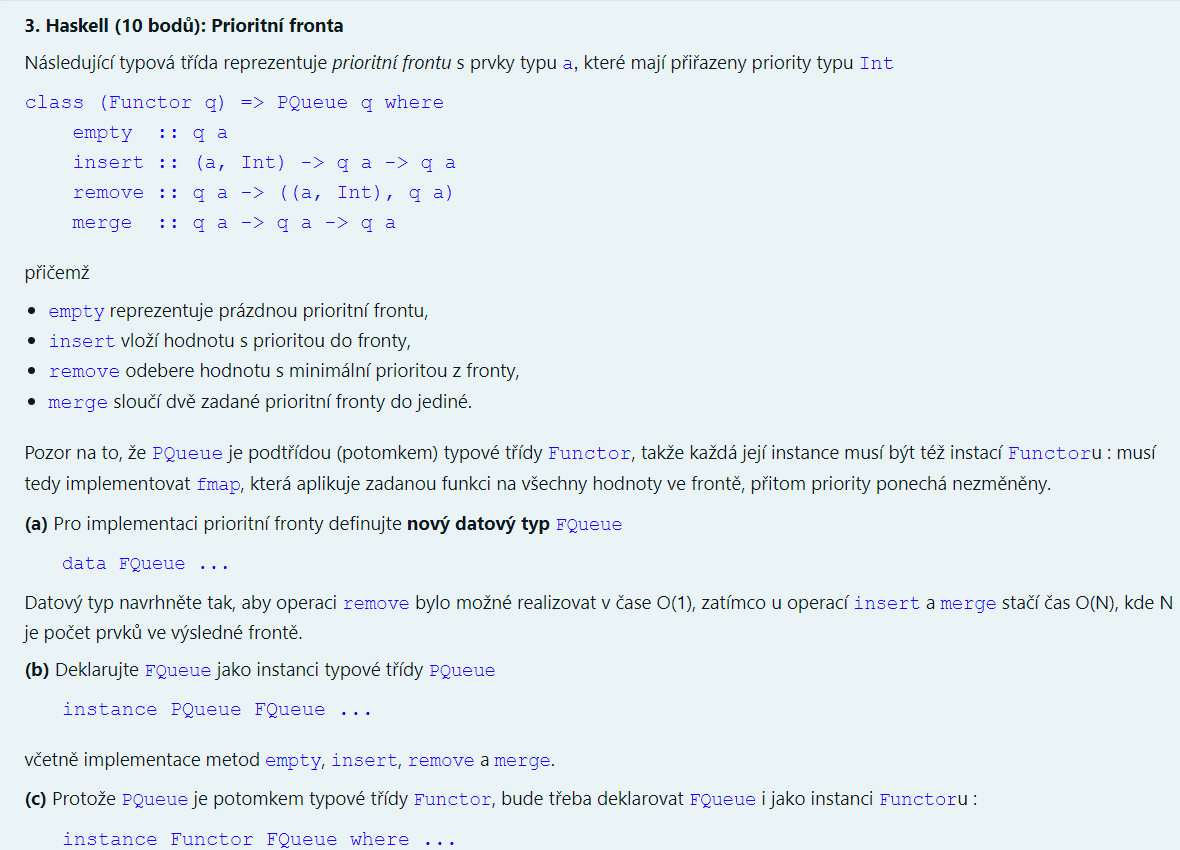 3. Haskell (10 bodů): Prioritní fronta
Následující typová třída reprezentuje prioritní frontu s prvky typu a, které mají přiřazeny priority typu Int
class (Functor q) => PQueue q where
    empty  :: q a
    insert :: (a, Int) -> q a -> q a
    remove :: q a -> ((a, Int), q a)
    merge  :: q a -> q a -> q a
přičemž
• empty reprezentuje prázdnou prioritní frontu,
• insert vloží hodnotu s prioritou do fronty,
• remove odebere hodnotu s minimální prioritou z fronty,
• merge sloučí dvě zadané prioritní fronty do jediné.
Pozor na to, že PQueue je podtřídou (potomkem) typové třídy Functor, takže každá její instance musí být též instací Functoru : musí
tedy implementovat fmap, která aplikuje zadanou funkci na všechny hodnoty ve frontě, přitom priority ponechá nezměněny.
(a) Pro implementaci prioritní fronty definujte nový datový typ FQueue
data FQueue ...
Datový typ navrhněte tak, aby operaci remove bylo možné realizovat v čase O(1), zatímco u operací insert a merge stačí čas O(N), kde N
je počet prvků ve výsledné frontě.
(b) Deklarujte FQueue jako instanci typové třídy PQueue
instance PQueue FQueue ...
včetně implementace metod empty, insert, remove a merge.
(c) Protože PQueue je potomkem typové třídy Functor, bude třeba deklarovat FQueue i jako instanci Functoru :
instance Functor FQueue where ...